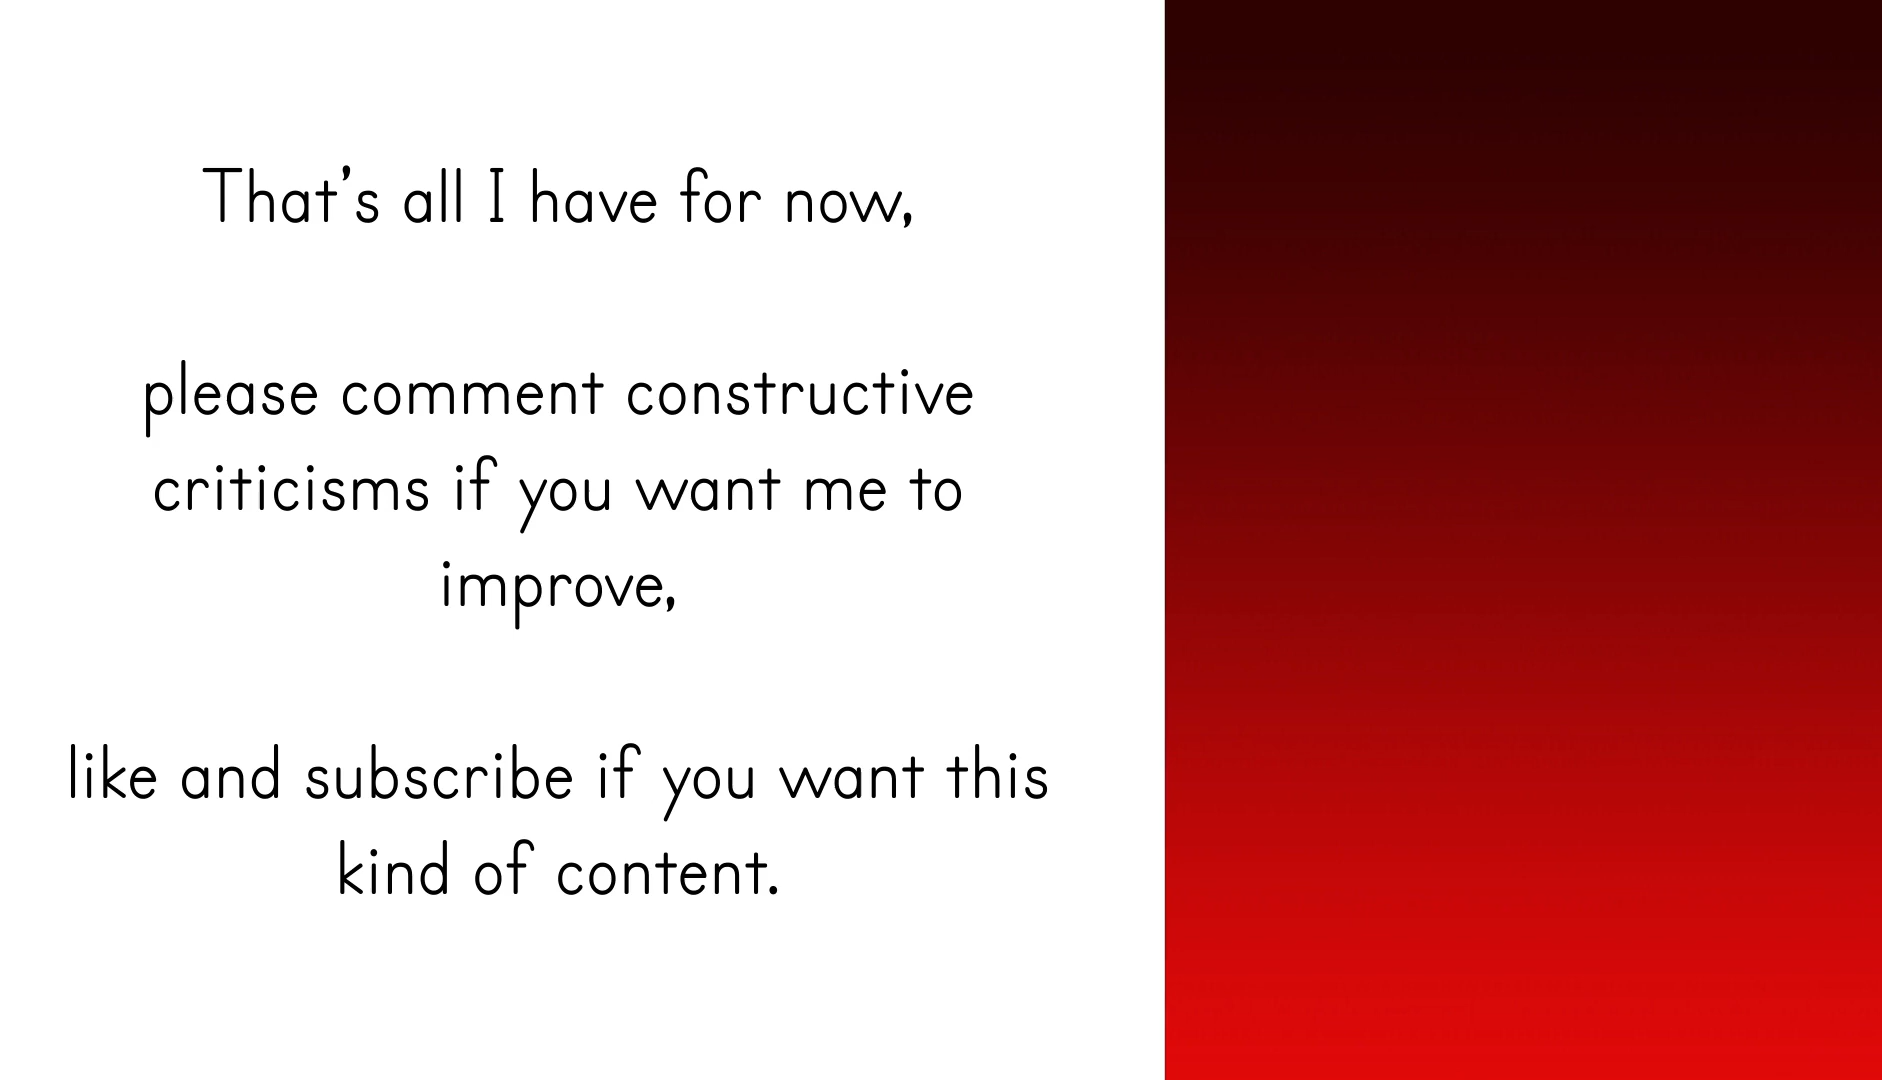 That’s all I have for now,
please comment constructive
criticisms if you want me to
improve,
like and subscribe if you want this
kind of content.